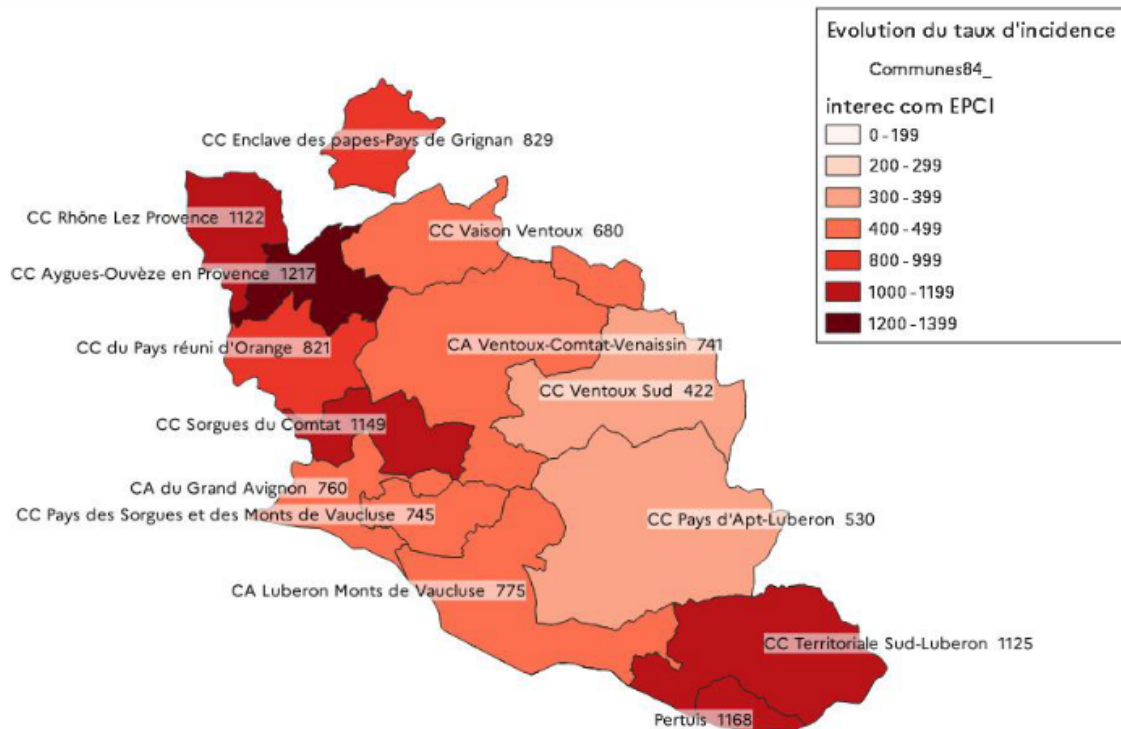 Evolution du taux d'incidence
Communes84_
interec com EPCI
0-199
200-299
300-399
400-499
800-999
1000-1199
1200-1399
CC Enclave des papes-Pays de Grignan 829
CC Rhône Lez Provence 1122
CC Vaison Ventoux 680
CC Aygues-Ouvèze en Provence 1217
CC du Pays réuni d'Orange 821
CA Ventoux-Comtat-Venaissin 741
CC Ventoux Sud 422
CC Sorgues du Comtat 1149
CA du Grand Avignon 760
CC Pays des Sorgues et des Monts de Vaucluse 745
CC Pays d'Apt-Luberon 530
CA Luberon Monts de Vaucluse 775
CC Territoriale Sud-Luberon 1125
Pertuis 1168